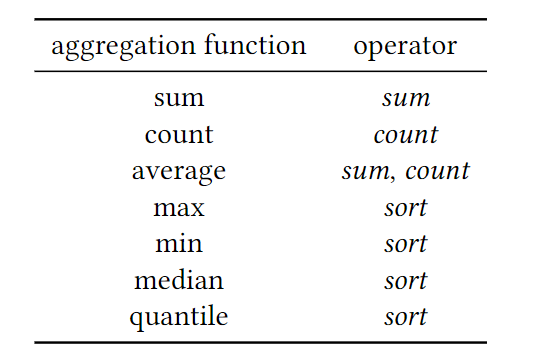 aggregation function operator
sum sum
count count
average sum, count
max sort
min sort
median sort
quantile sort